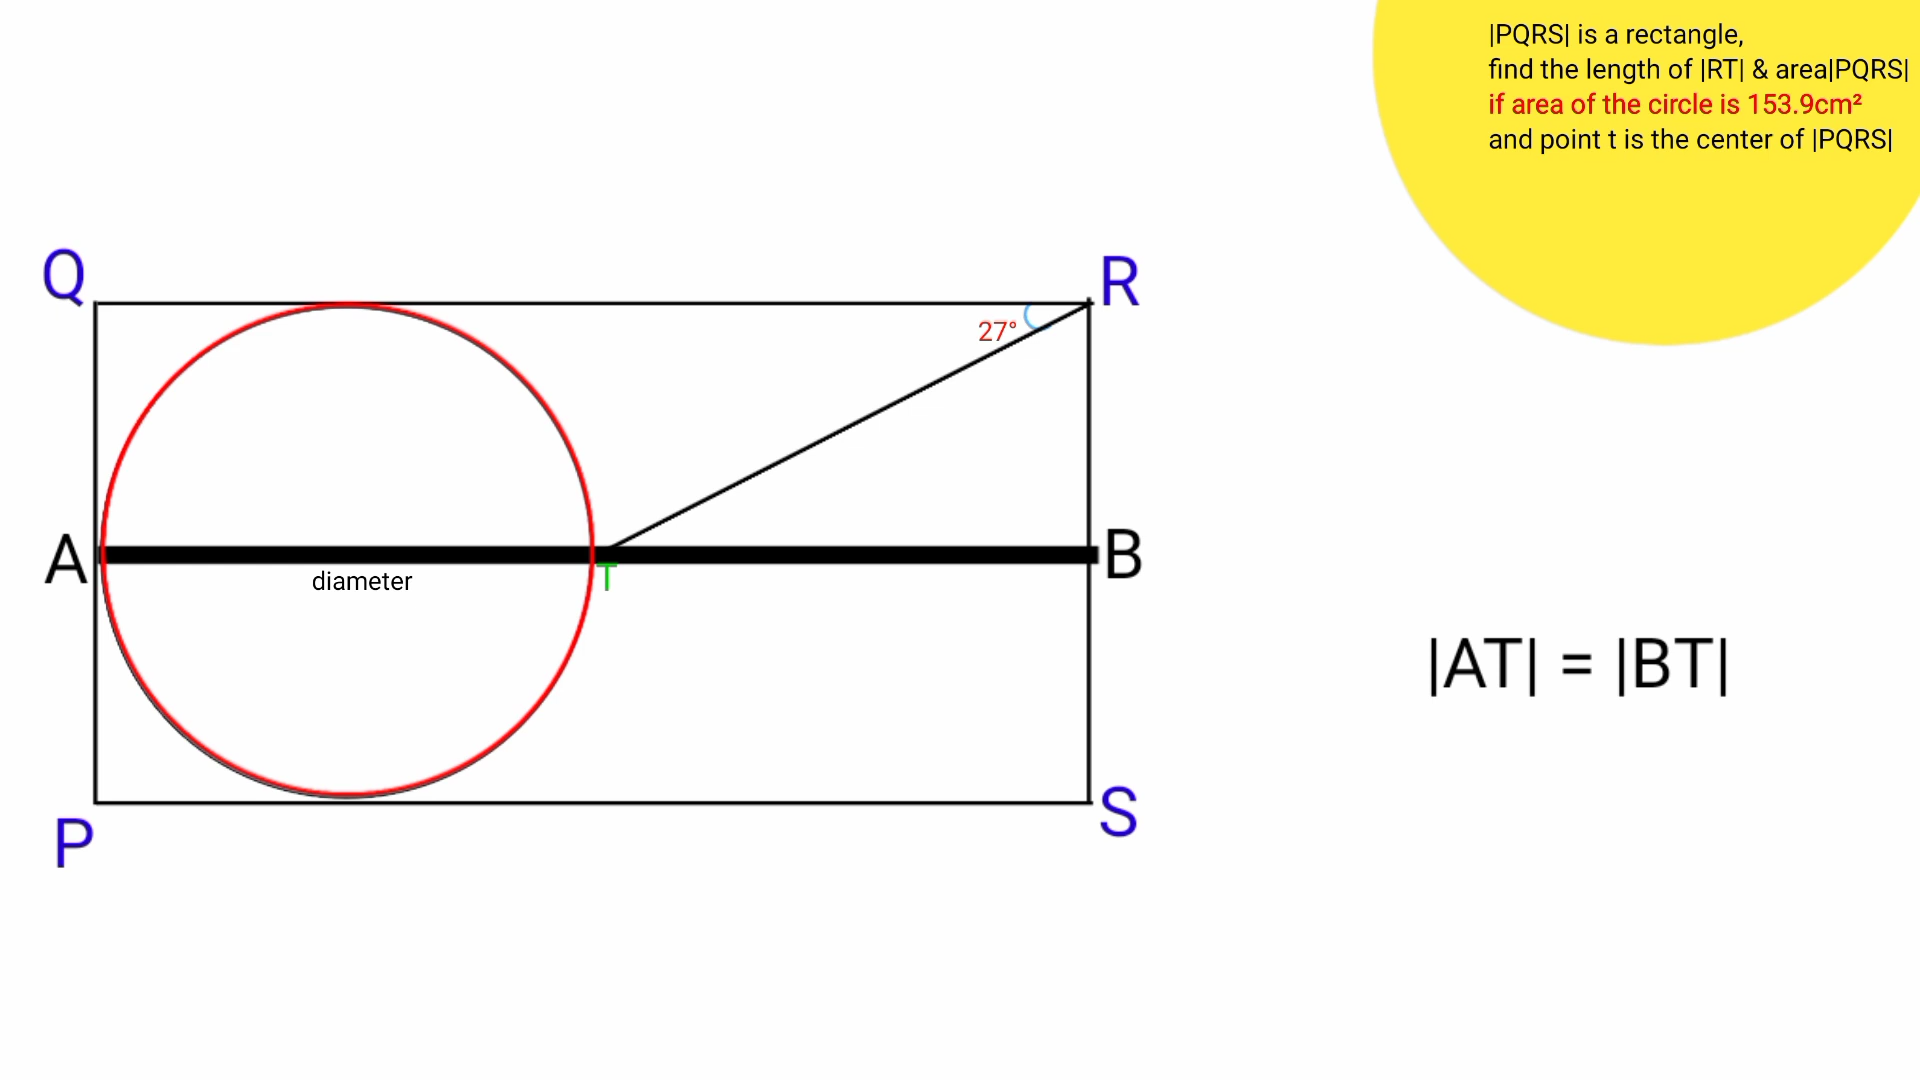 |PQRS| is a rectangle,
find the length of |RT| & area|PQRS|
if area of the circle is 153.9cm²
and point t is the center of |PQRS|
Q
R
27°
A
B
T
diameter
|AT| = |BT|
P
S